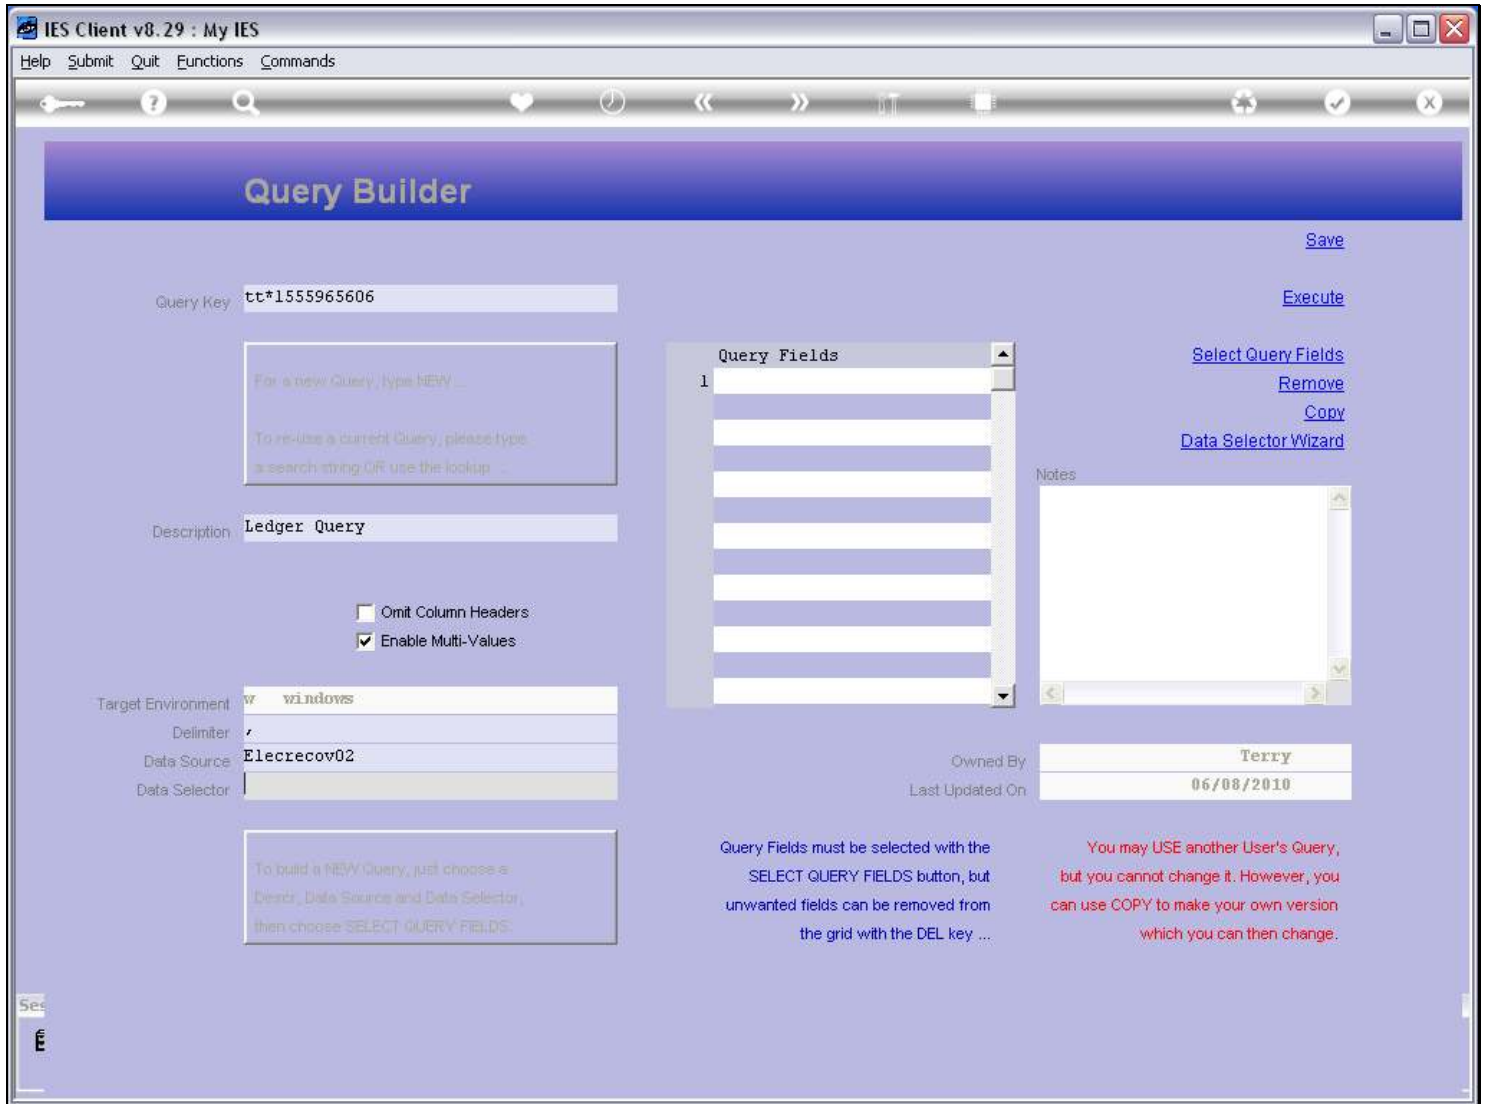 IES Client v8.29 : My IES
Help Submit Quit Functions Commands
Query Builder
Save
Query Key tt*1555965606
Execute
For a new Query, type NEW ...
To re-use a current Query, please type
a search string OR use the lookup ...
Query Fields
1
Select Query Fields
Remove
Copy
Data Selector Wizard
Notes
Description Ledger Query
Omit Column Headers
Enable Multi-Values
Target Environment w windows
Delimiter ,
Data Source Elecrecov02
Data Selector
Owned By Terry
Last Updated On 06/08/2010
To build a NEW Query, just choose a
Descr, Data Source and Data Selector,
then choose SELECT QUERY FIELDS.
Query Fields must be selected with the
SELECT QUERY FIELDS button, but
unwanted fields can be removed from
the grid with the DEL key ...
You may USE another User's Query,
but you cannot change it. However, you
can use COPY to make your own version
which you can then change.
Ses